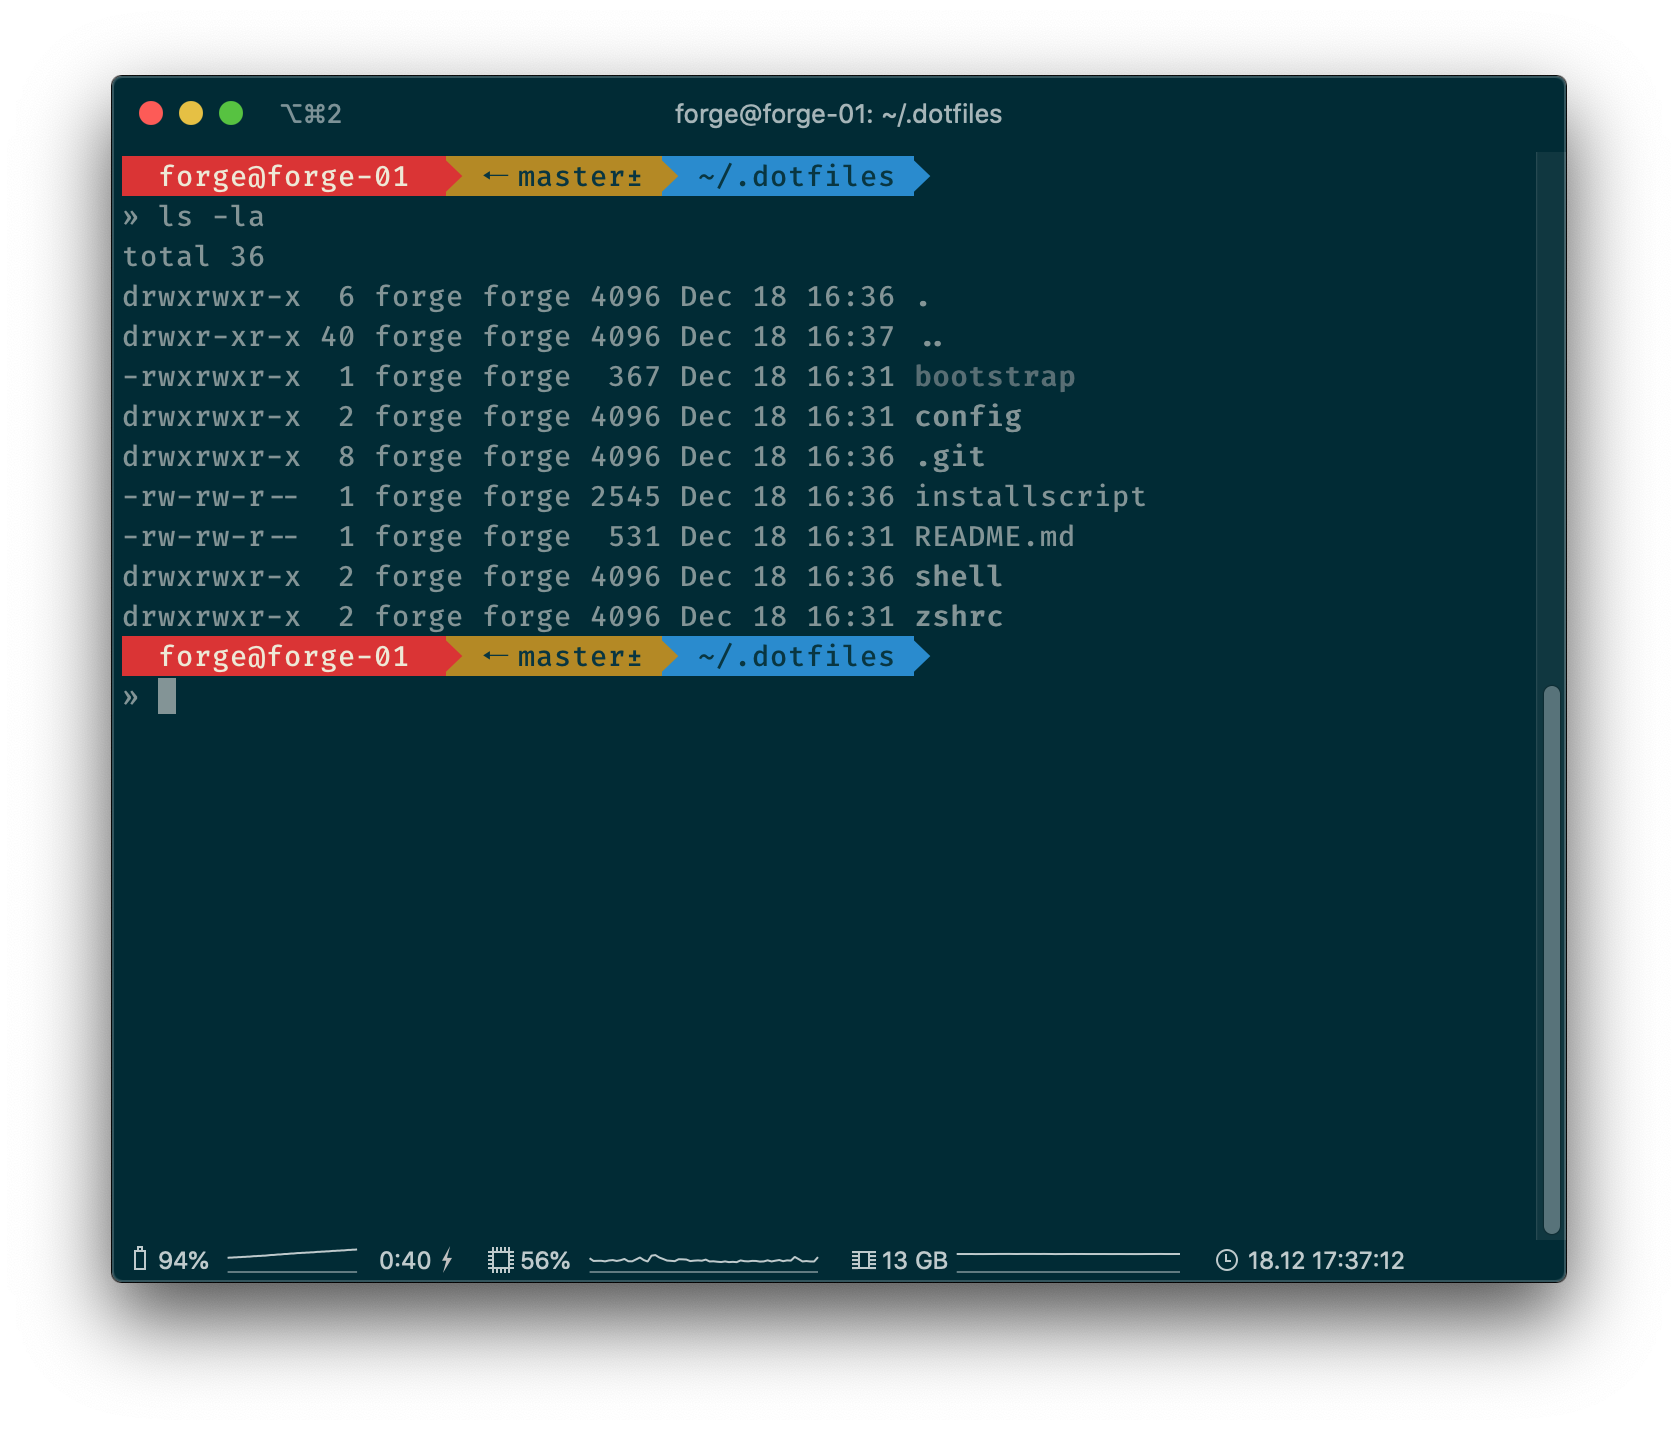 ⌥⌘2 forge@forge-01: ~/.dotfiles
forge@forge-01 ← master± ~/.dotfiles
» ls -la
total 36
drwxrwxr-x  6 forge forge 4096 Dec 18 16:36 .
drwxr-xr-x 40 forge forge 4096 Dec 18 16:37 ..
-rwxrwxr-x  1 forge forge  367 Dec 18 16:31 bootstrap
drwxrwxr-x  2 forge forge 4096 Dec 18 16:31 config
drwxrwxr-x  8 forge forge 4096 Dec 18 16:36 .git
-rw-rw-r--  1 forge forge 2545 Dec 18 16:36 installscript
-rw-rw-r--  1 forge forge  531 Dec 18 16:31 README.md
drwxrwxr-x  2 forge forge 4096 Dec 18 16:36 shell
drwxrwxr-x  2 forge forge 4096 Dec 18 16:31 zshrc
forge@forge-01 ← master± ~/.dotfiles
»
94% 0:40 56% 13 GB 18.12 17:37:12